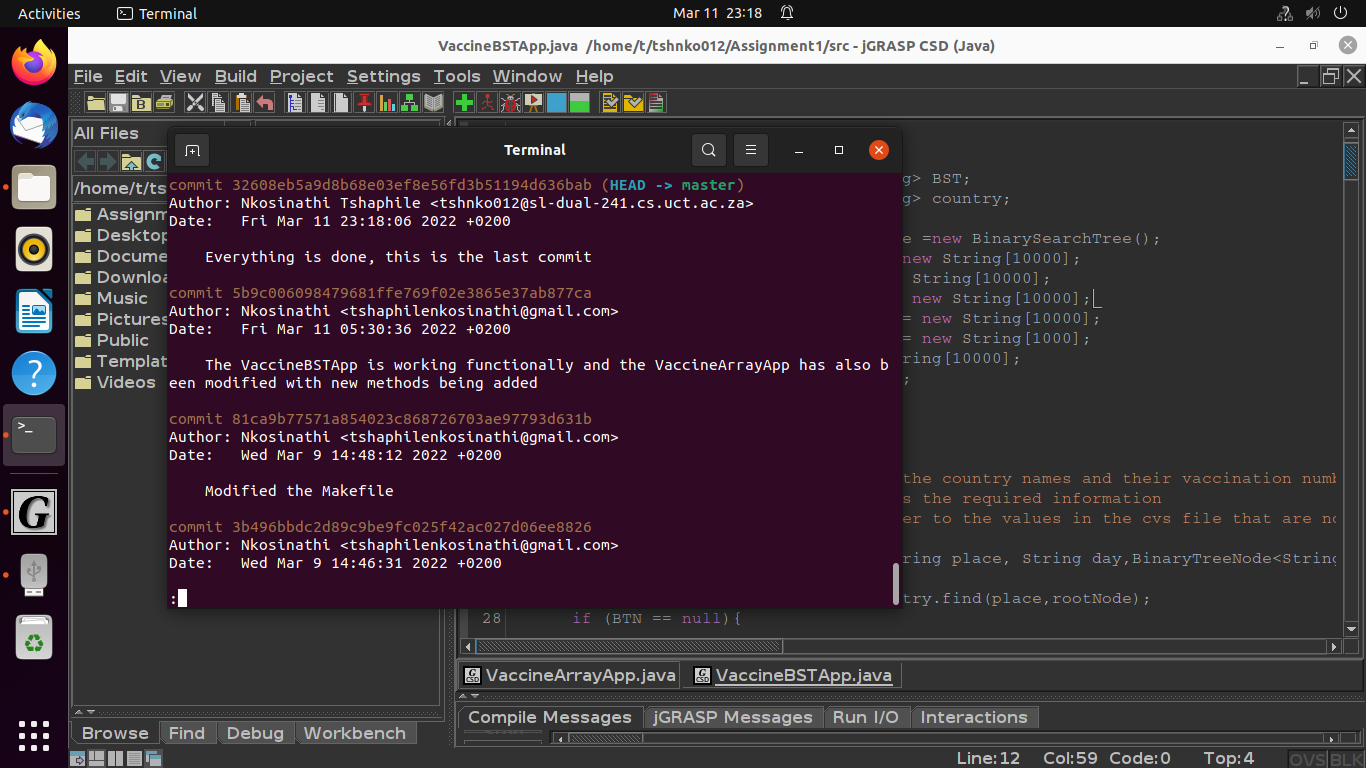 Activities Terminal Mar 11 23:18
VaccineBSTApp.java /home/t/tshnko012/Assignment1/src - jGRASP CSD (Java)
File Edit View Build Project Settings Tools Window Help
All Files
/home/t/ts
Assignm
Desktop
Docume
Downloa
Music
Pictures
Public
Templat
Videos
Terminal
commit 32608eb5a9d8b68e03ef8e56fd3b51194d636bab (HEAD -> master)
Author: Nkosinathi Tshaphile <tshnko012@sl-dual-241.cs.uct.ac.za>
Date:   Fri Mar 11 23:18:06 2022 +0200
    Everything is done, this is the last commit
commit 5b9c006098479681ffe769f02e3865e37ab877ca
Author: Nkosinathi <tshaphilenkosinathi@gmail.com>
Date:   Fri Mar 11 05:30:36 2022 +0200
    The VaccineBSTApp is working functionally and the VaccineArrayApp has also b
een modified with new methods being added
commit 81ca9b77571a854023c868726703ae97793d631b
Author: Nkosinathi <tshaphilenkosinathi@gmail.com>
Date:   Wed Mar 9 14:48:12 2022 +0200
    Modified the Makefile
commit 3b496bbdc2d89c9be9fc025f42ac027d06ee8826
Author: Nkosinathi <tshaphilenkosinathi@gmail.com>
Date:   Wed Mar 9 14:46:31 2022 +0200
:
g> BST;
g> country;
e =new BinarySearchTree();
new String[10000];
String[10000];
new String[10000];
= new String[10000];
= new String[1000];
ring[10000];
;
the country names and their vaccination numb
s the required information
er to the values in the cvs file that are no
ring place, String day,BinaryTreeNode<String
try.find(place,rootNode);
28 if (BTN == null){
VaccineArrayApp.java VaccineBSTApp.java
Compile Messages jGRASP Messages Run I/O Interactions
Browse Find Debug Workbench
Line:12 Col:59 Code:0 Top:4 OVS BLK